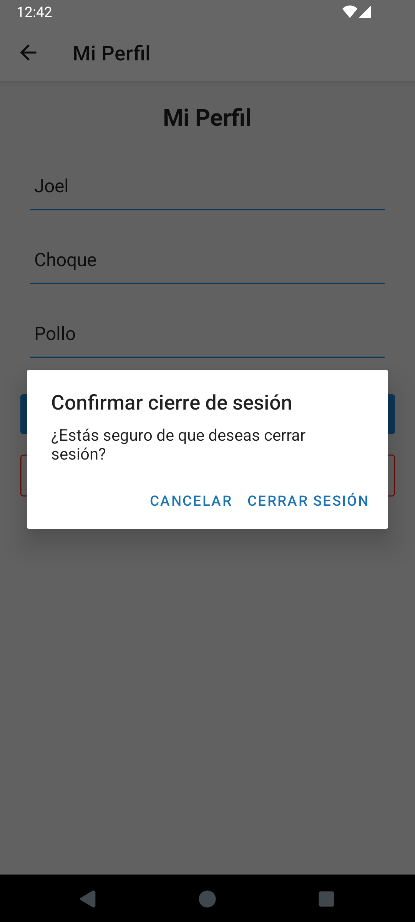 12:42
Mi Perfil
Mi Perfil
Joel
Choque
Pollo
Confirmar cierre de sesión
¿Estás seguro de que deseas cerrar
sesión?
CANCELAR CERRAR SESIÓN